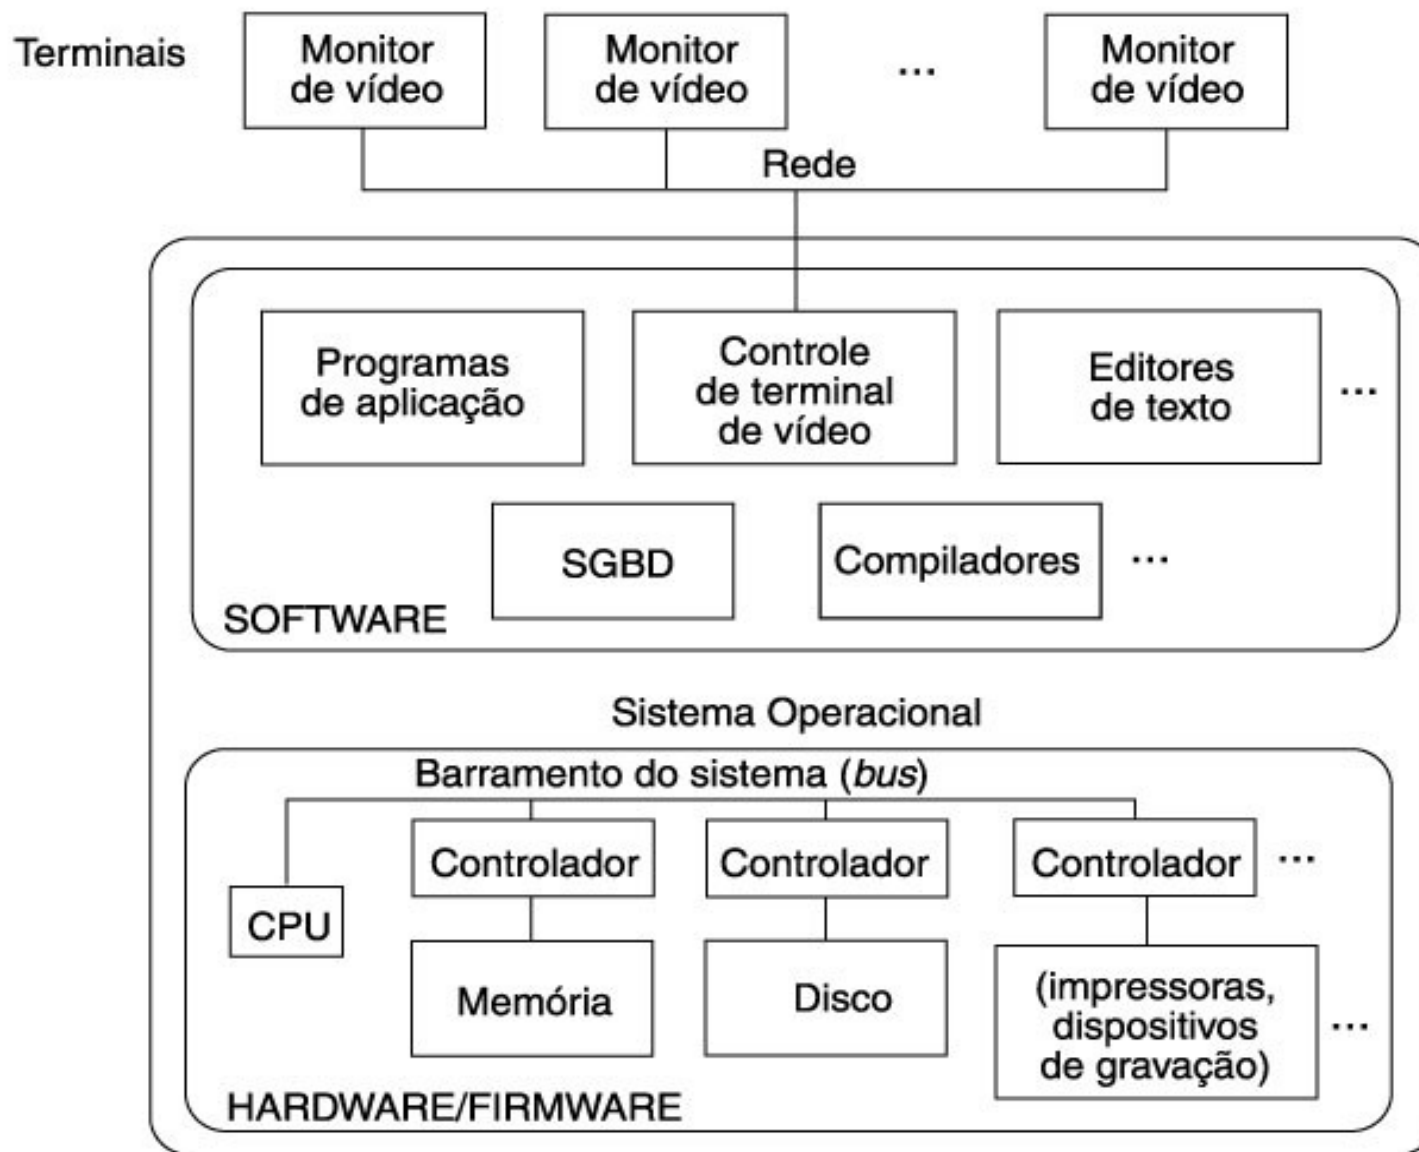 Terminais
Monitor
de vídeo
Monitor
de vídeo
...
Monitor
de vídeo
Rede
Programas
de aplicação
Controle
de terminal
de vídeo
Editores
de texto
...
SGBD
Compiladores
...
SOFTWARE
Sistema Operacional
Barramento do sistema (bus)
Controlador
Controlador
Controlador
...
CPU
Memória
Disco
(impressoras,
dispositivos
de gravação)
...
HARDWARE/FIRMWARE